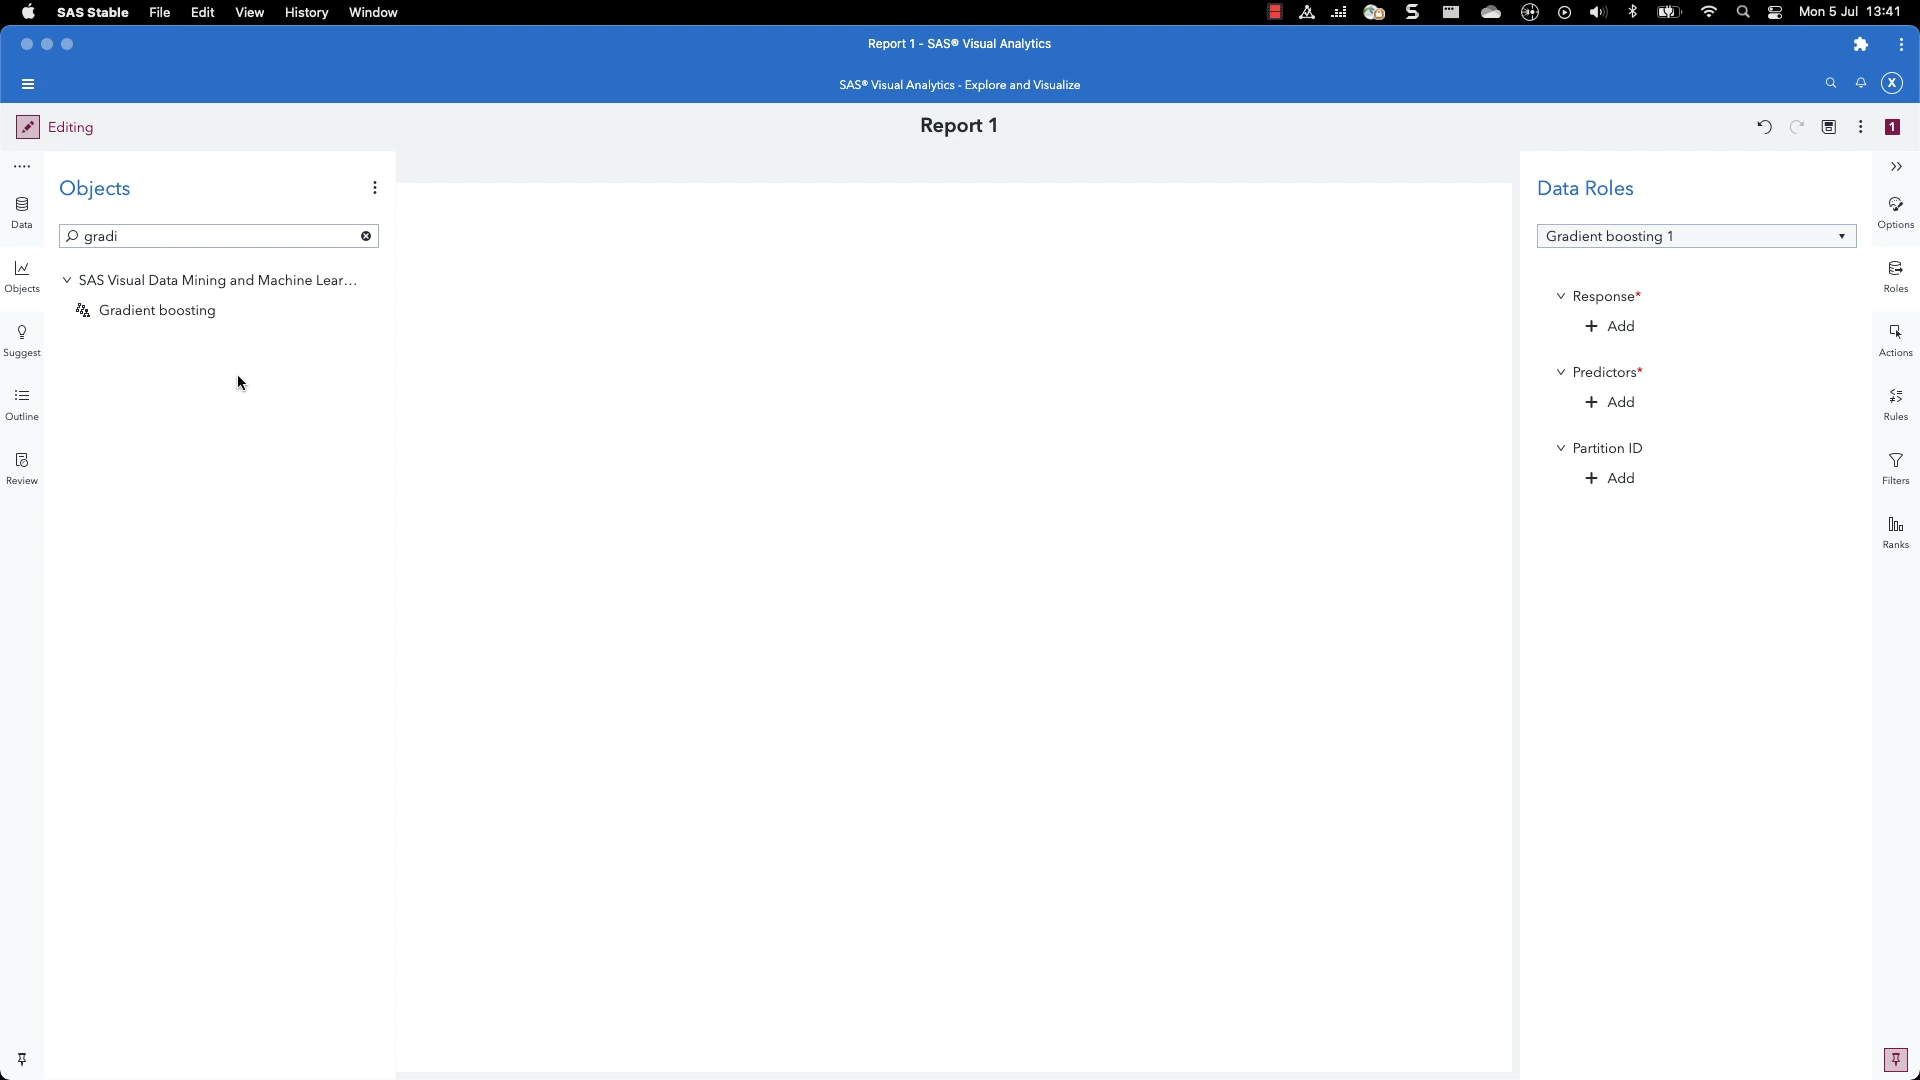 SAS Stable File Edit View History Window
Mon 5 Jul 13:41
Report 1 - SAS® Visual Analytics
SAS® Visual Analytics - Explore and Visualize
X
Editing
Report 1
1
Data
Objects
Suggest
Outline
Review
Objects
gradi
SAS Visual Data Mining and Machine Lear...
Gradient boosting
Data Roles
Gradient boosting 1
Response*
+ Add
Predictors*
+ Add
Partition ID
+ Add
Options
Roles
Actions
Rules
Filters
Ranks